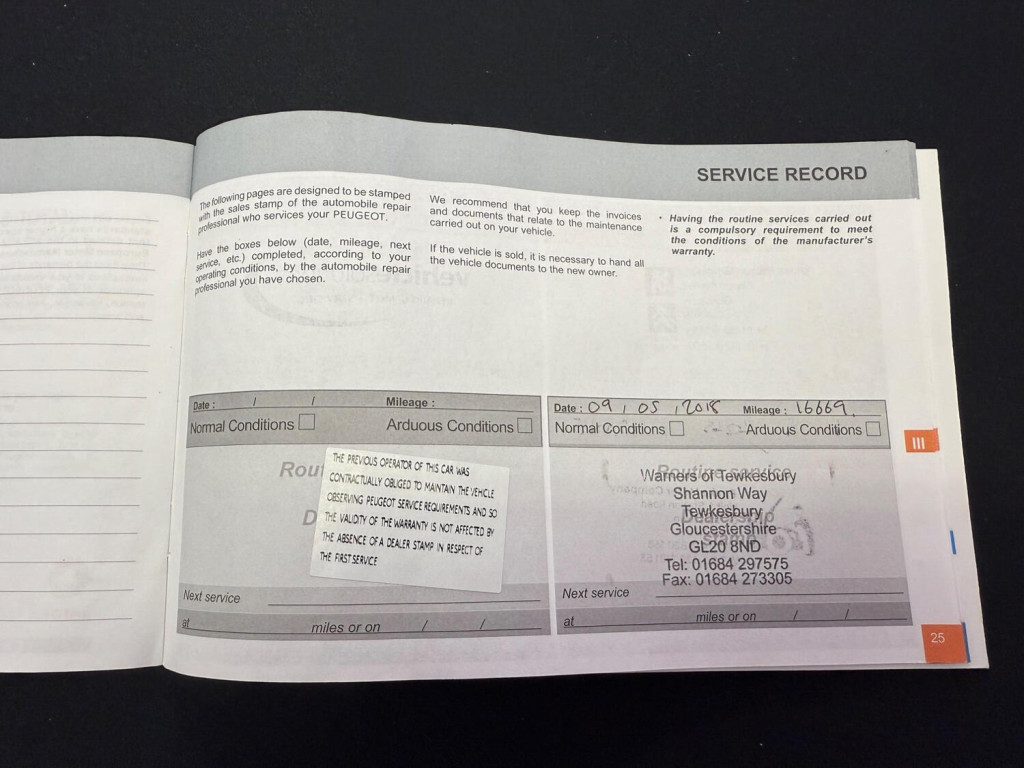 SERVICE RECORD
The following pages are designed to be stamped
with the sales stamp of the automobile repair
professional who services your PEUGEOT.
Have the boxes below (date, mileage, next
service, etc.) completed, according to your
operating conditions, by the automobile repair
professional you have chosen.
We recommend that you keep the invoices
and documents that relate to the maintenance
carried out on your vehicle.
If the vehicle is sold, it is necessary to hand all
the vehicle documents to the new owner.
• Having the routine services carried out
is a compulsory requirement to meet
the conditions of the manufacturer's
warranty.
Date : / / Mileage :
Normal Conditions Arduous Conditions
THE PREVIOUS OPERATOR OF THIS CAR WAS
CONTRACTUALLY OBLIGED TO MAINTAIN THE VEHICLE
OBSERVING PEUGEOT SERVICE REQUIREMENTS AND SO
THE VALIDITY OF THE WARRANTY IS NOT AFFECTED BY
THE ABSENCE OF A DEALER STAMP IN RESPECT OF
THE FIRST SERVICE
Next service
at miles or on / /
Date : 09 / 05 / 2018 Mileage : 16669.
Normal Conditions Arduous Conditions
Routine service
Warners of Tewkesbury
Shannon Way
Tewkesbury
Dealership
Gloucestershire
stamp
GL20 8ND
Tel: 01684 297575
Fax: 01684 273305
Next service
at miles or on / /
III
25